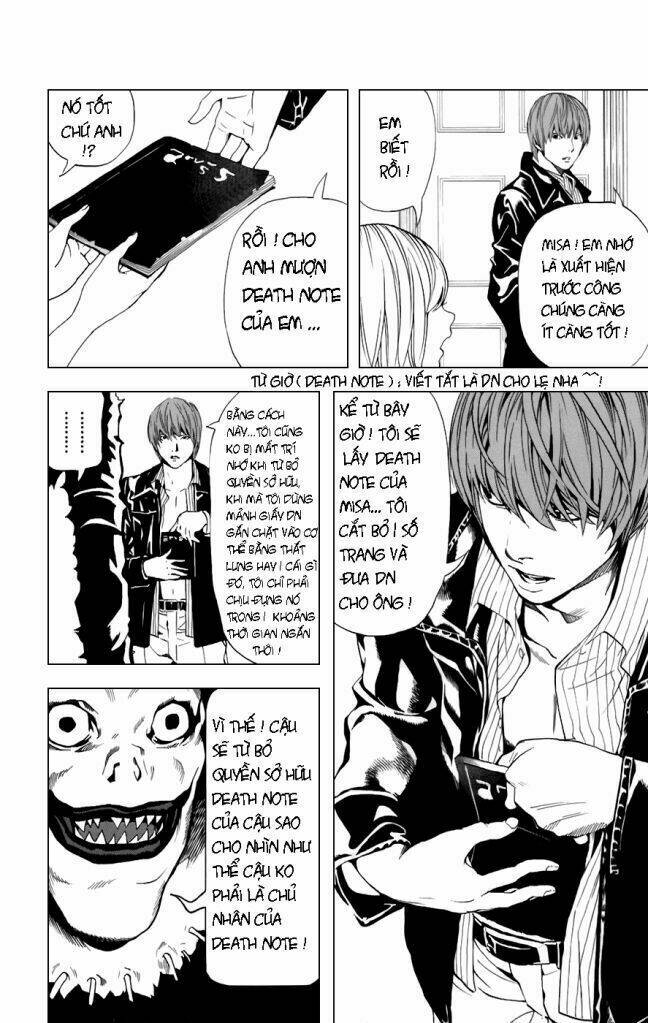 MISA! EM NHỚ
LÀ XUẤT HIỆN
TRƯỚC CÔNG
CHÚNG CÀNG
ÍT CÀNG TỐT!
EM
BIẾT
RỒI!
RỒI! CHO
ANH MƯỢN
DEATH NOTE
CỦA EM...
NÓ TỐT
CHỨ ANH
!?
TỪ GIỜ ( DEATH NOTE ) : VIẾT TẮT LÀ DN CHO LẸ NHA ^^!
KỂ TỪ BÂY
GIỜ! TÔI SẼ
LẤY DEATH
NOTE CỦA
MISA... TÔI
CẮT BỎ 1 SỐ
TRANG VÀ
ĐƯA DN
CHO ÔNG!
BẰNG CÁCH
NÀY...TÔI CŨNG
KO BỊ MẤT TRÍ
NHỚ KHI TỪ BỎ
QUYỀN SỞ HỮU
KHI MÀ TÔI DÙNG
MẢNH GIẤY DN
GẮN CHẶT VÀO CƠ
THỂ BẰNG THẮT
LƯNG HAY 1 CÁI GÌ
ĐÓ, TÔI CHỈ PHẢI
CHỊU ĐỰNG NÓ
TRONG 1 KHOẢNG
THỜI GIAN NGẮN
THÔI!
VÌ THẾ! CẬU
SẼ TỪ BỎ
QUYỀN SỞ HỮU
DEATH NOTE
CỦA CẬU SAO
CHO NHÌN NHƯ
THỂ CẬU KO
PHẢI LÀ CHỦ
NHÂN CỦA
DEATH NOTE!